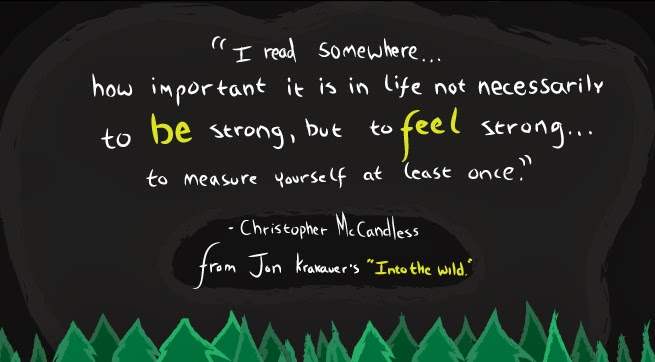 “I read somewhere...
how important it is in life not necessarily
to be strong, but to feel strong...
to measure yourself at least once.”
- Christopher McCandless
from Jon Krakauer's "Into the wild."